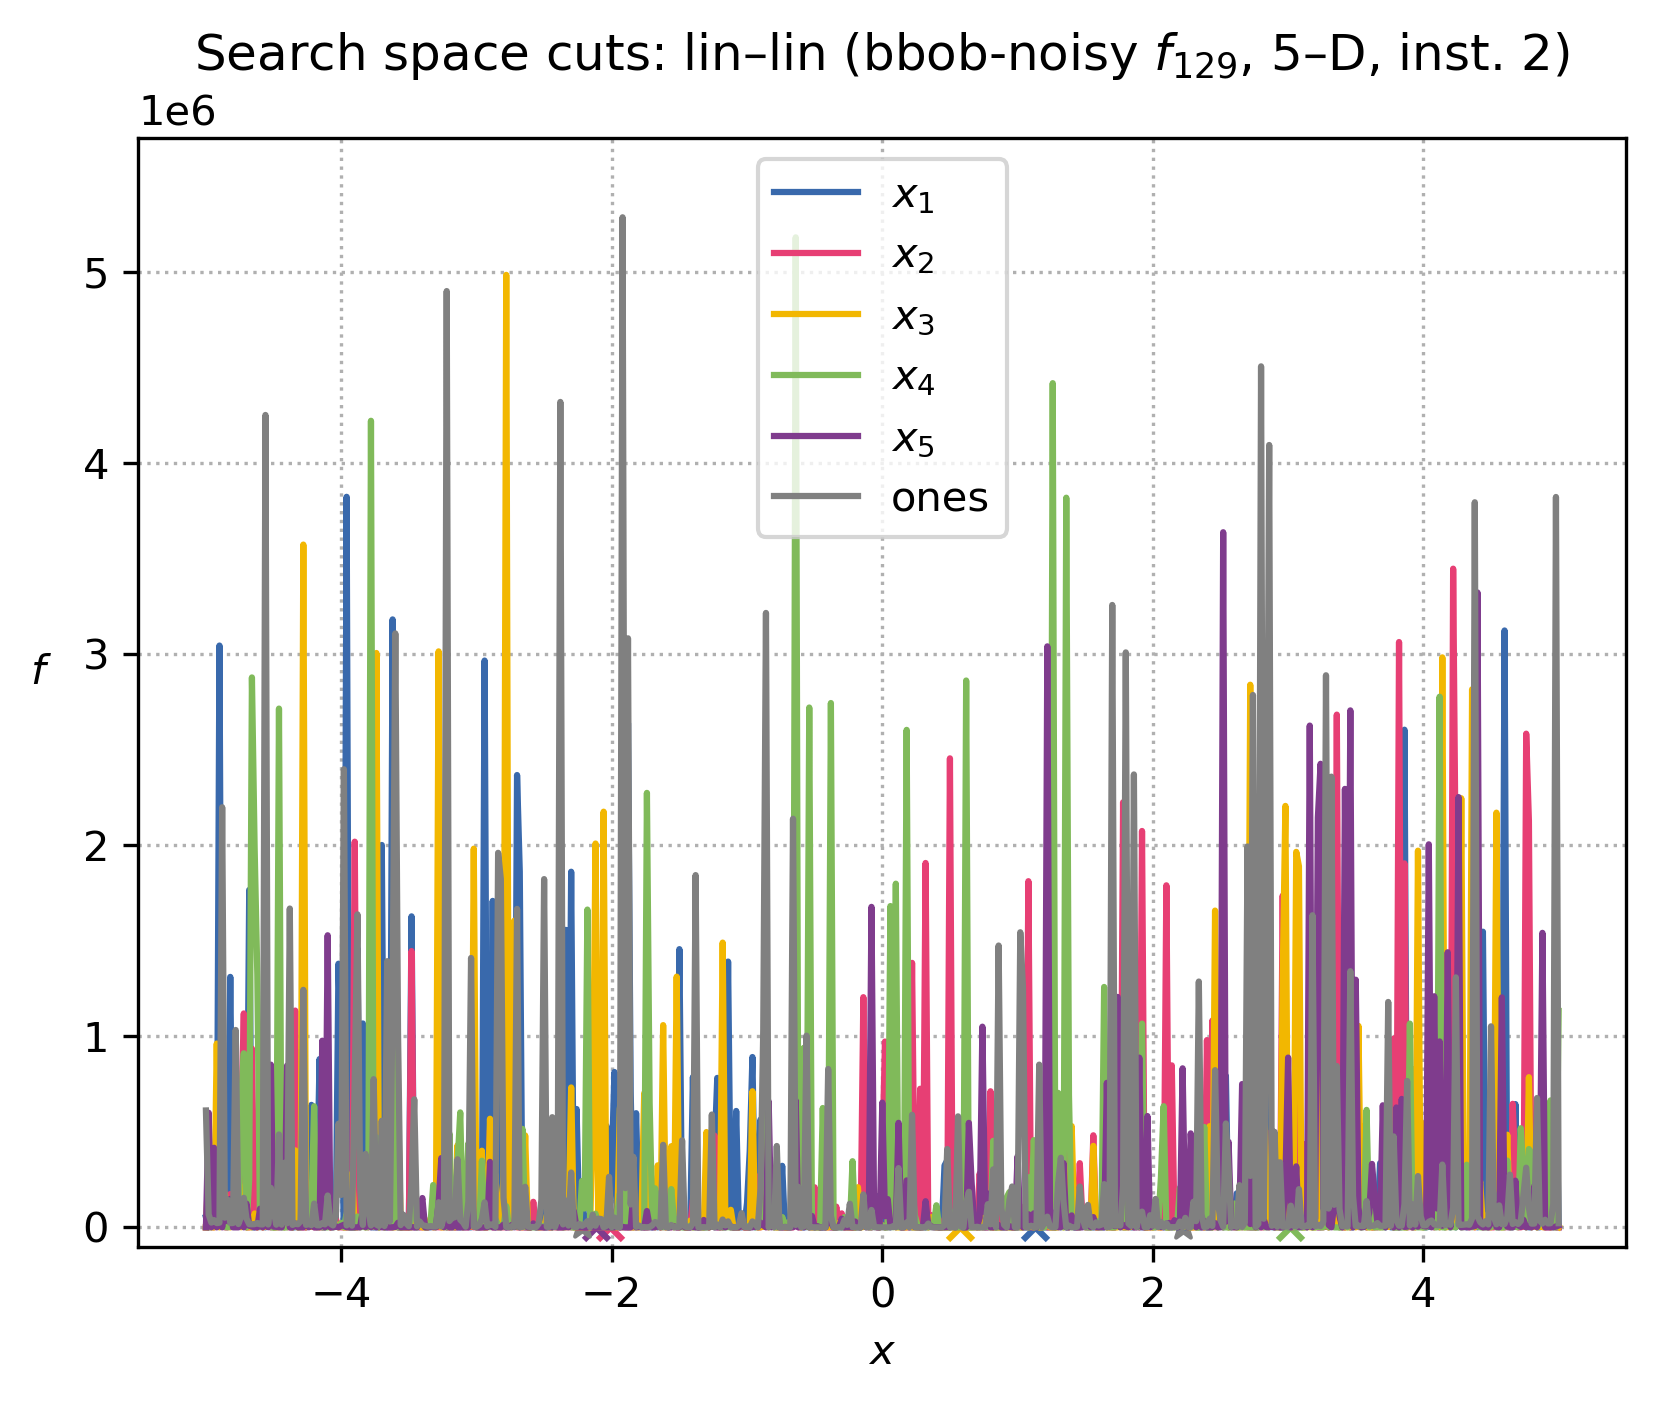 Search space cuts: lin–lin (bbob-noisy f₁₂₉, 5–D, inst. 2)
1e6
x₁
x₂
x₃
x₄
x₅
ones
5
4
3
2
1
0
f
−4 −2 0 2 4
x